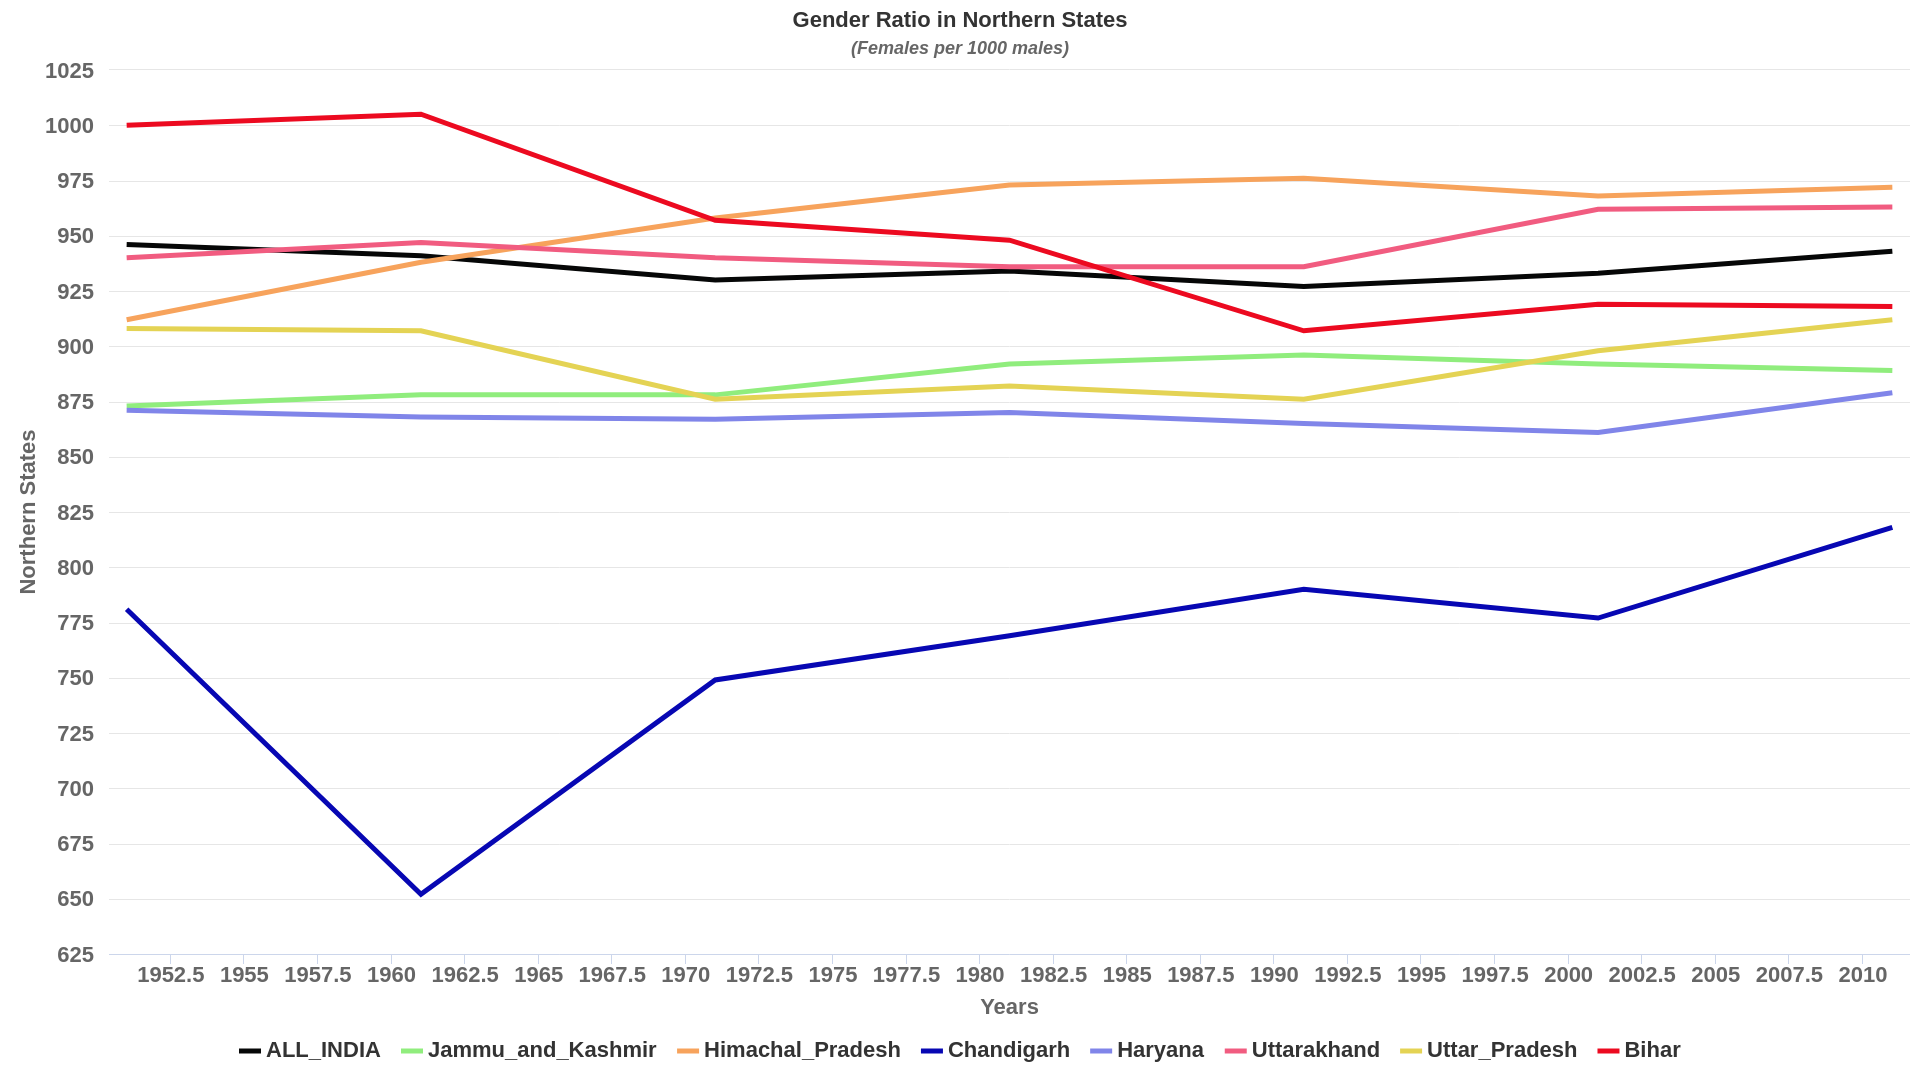 Gender Ratio in Northern States
(Females per 1000 males)
1025
1000
975
950
925
900
875
850
825
800
775
750
725
700
675
650
625
Northern States
1952.5 1955 1957.5 1960 1962.5 1965 1967.5 1970 1972.5 1975 1977.5 1980 1982.5 1985 1987.5 1990 1992.5 1995 1997.5 2000 2002.5 2005 2007.5 2010
Years
ALL_INDIA Jammu_and_Kashmir Himachal_Pradesh Chandigarh Haryana Uttarakhand Uttar_Pradesh Bihar